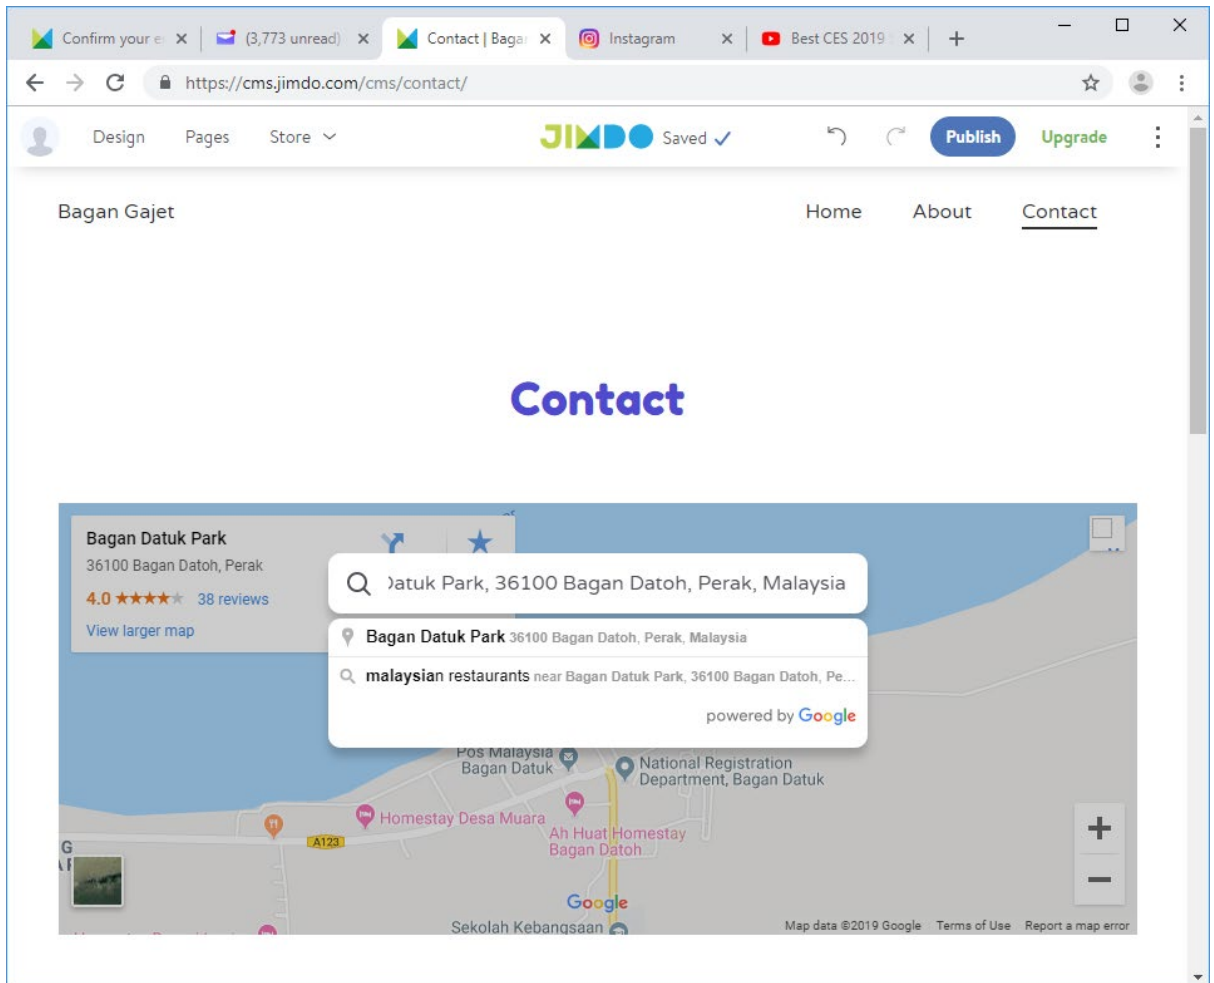 Confirm your e
(3,773 unread)
Contact | Bagan
Instagram
Best CES 2019
https://cms.jimdo.com/cms/contact/
Design Pages Store
JIMDO Saved
Publish
Upgrade
Bagan Gajet
Home About Contact
Contact
Bagan Datuk Park
36100 Bagan Datoh, Perak
4.0 ★★★★★ 38 reviews
View larger map
Datuk Park, 36100 Bagan Datoh, Perak, Malaysia
Bagan Datuk Park 36100 Bagan Datoh, Perak, Malaysia
malaysian restaurants near Bagan Datuk Park, 36100 Bagan Datoh, Pe...
powered by Google
Pos Malaysia
Bagan Datuk
National Registration
Department, Bagan Datuk
Homestay Desa Muara
Ah Huat Homestay
Bagan Datoh
A123
G
Google
Sekolah Kebangsaan
Map data ©2019 Google Terms of Use Report a map error